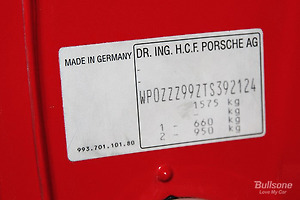 MADE IN GERMANY
DR. ING. H.C.F. PORSCHE AG
WP0ZZZ99ZTS392124
1575 kg
- kg
1 - 660 kg
2 - 950 kg
993.701.101.80
Bullsone
Love My Car